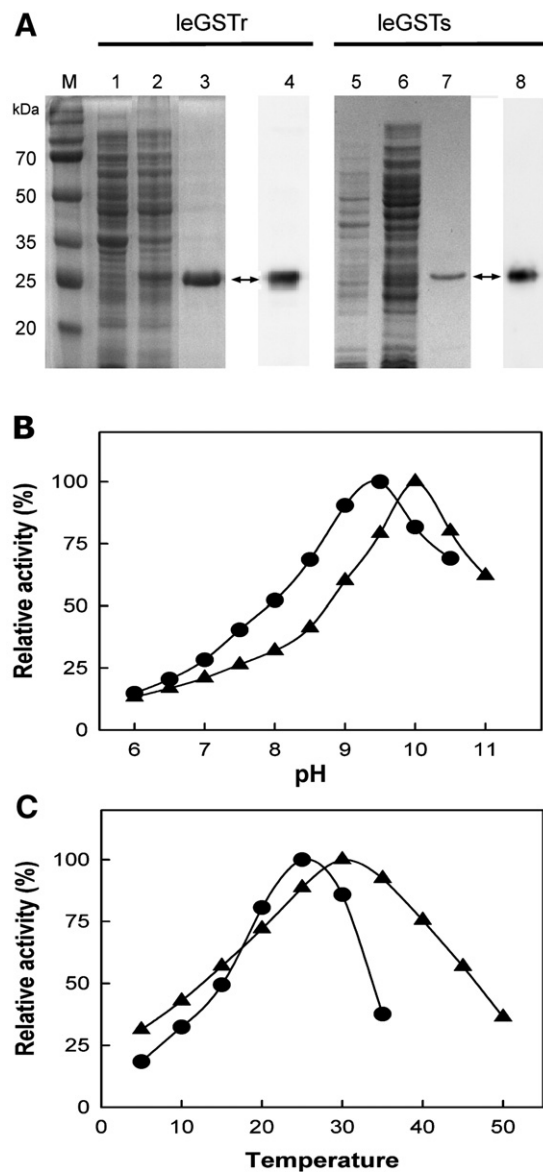 A
leGSTr
leGSTs
M 1 2 3 4 5 6 7 8
kDa
70
50
35
25
20
B
Relative activity (%)
100
75
50
25
0
6 7 8 9 10 11
pH
C
Relative activity (%)
100
75
50
25
0
0 10 20 30 40 50
Temperature